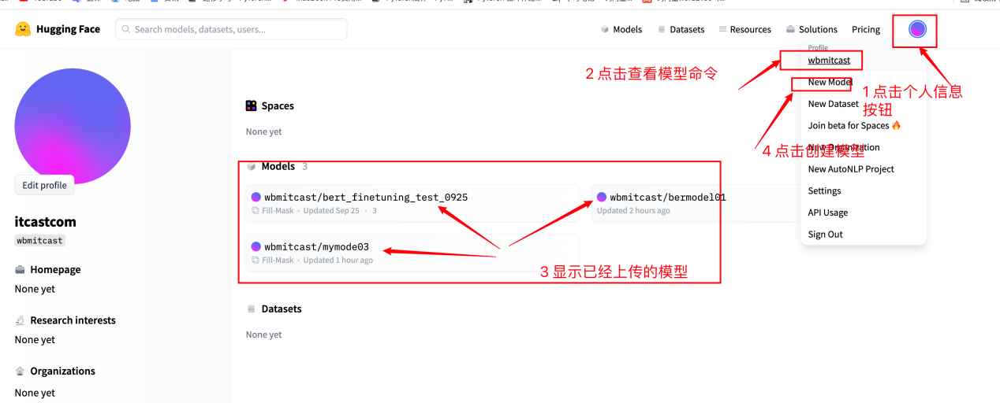 Hugging Face
Search models, datasets, users...
Models
Datasets
Resources
Solutions
Pricing
1 点击个人信息
按钮
Profile
wbmitcast
New Model
New Dataset
Join beta for Spaces 🔥
New Organization
New AutoNLP Project
Settings
API Usage
Sign Out
2 点击查看模型命令
4 点击创建模型
Edit profile
itcastcom
wbmitcast
Homepage
None yet
Research interests
None yet
Organizations
None yet
Spaces
None yet
Models 3
wbmitcast/bert_finetuning_test_0925
Fill-Mask • Updated Sep 25 • 3
wbmitcast/bermodel01
Updated 2 hours ago
wbmitcast/mymode03
Fill-Mask • Updated 1 hour ago
3 显示已经上传的模型
Datasets
None yet